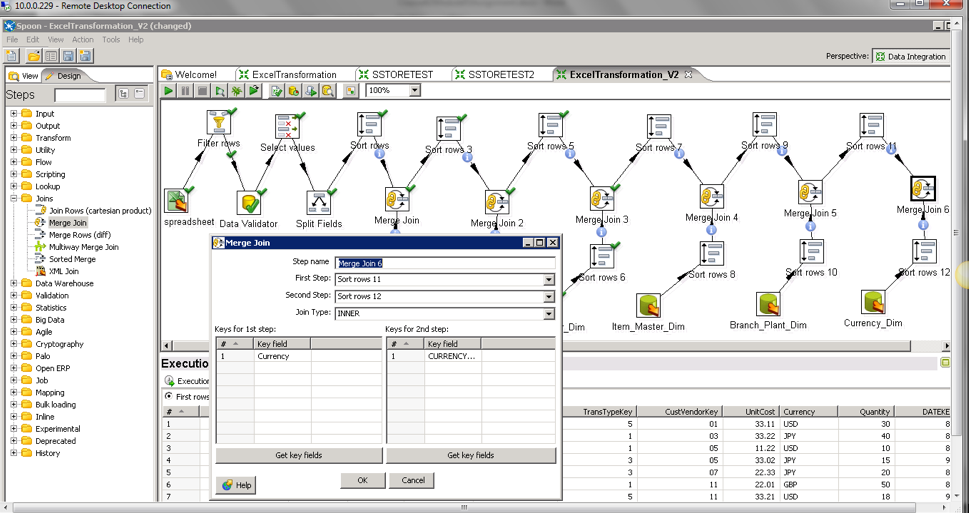 10.0.0.229 - Remote Desktop Connection
Spoon - ExcelTransformation_V2 (changed)
File Edit View Action Tools Help
Perspective: Data Integration
View Design
Welcome! ExcelTransformation SSTORETEST SSTORETEST2 ExcelTransformation_V2
Steps
100%
Input
Output
Transform
Utility
Flow
Scripting
Lookup
Joins
Join Rows (cartesian product)
Merge Join
Merge Rows (diff)
Multiway Merge Join
Sorted Merge
XML Join
Data Warehouse
Validation
Statistics
Big Data
Agile
Cryptography
Palo
Open ERP
Job
Mapping
Bulk loading
Inline
Experimental
Deprecated
History
Filter rows
Select values
Sort rows
Sort rows 3
Sort rows 5
Sort rows 7
Sort rows 9
Sort rows 11
spreadsheet
Data Validator
Split Fields
Merge Join
Merge Join 2
Merge Join 3
Merge Join 4
Merge Join 5
Merge Join 6
Sort rows 6
Sort rows 8
Sort rows 10
Sort rows 12
_Dim
Item_Master_Dim
Branch_Plant_Dim
Currency_Dim
Merge Join
Step name Merge Join 6
First Step: Sort rows 11
Second Step: Sort rows 12
Join Type: INNER
Keys for 1st step: Keys for 2nd step:
# Key field # Key field
1 Currency 1 CURRENCY...
Get key fields Get key fields
Help OK Cancel
Execution
Execution
First rows
# TransTypeKey CustVendorKey UnitCost Currency Quantity DATEKE
1 5 01 33.11 USD 30 8
2 1 03 33.22 JPY 40 8
3 1 05 11.22 USD 10 8
4 3 05 33.02 JPY 15 9
5 3 07 22.33 JPY 20 8
6 1 11 22.01 GBP 50 8
7 5 11 33.21 USD 18 9